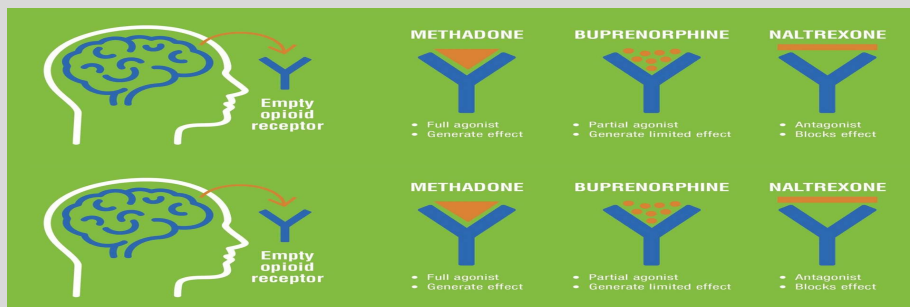 METHADONE
BUPRENORPHINE
NALTREXONE
Empty
opioid
receptor
• Full agonist
• Generate effect
• Partial agonist
• Generate limited effect
• Antagonist
• Blocks effect
METHADONE
BUPRENORPHINE
NALTREXONE
Empty
opioid
receptor
• Full agonist
• Generate effect
• Partial agonist
• Generate limited effect
• Antagonist
• Blocks effect